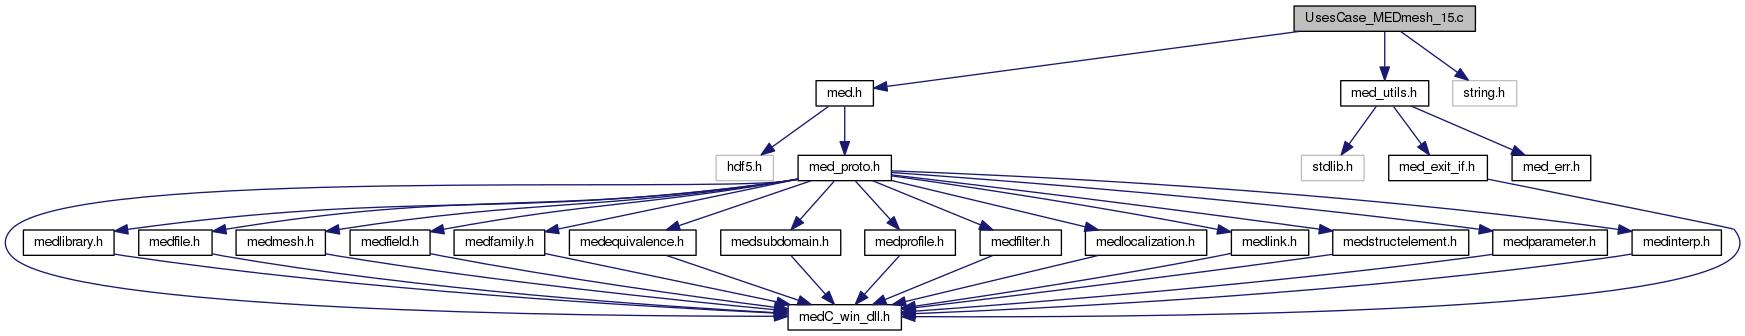 UsesCase_MEDmesh_15.c
med.h
med_utils.h
string.h
hdf5.h
med_proto.h
stdlib.h
med_exit_if.h
med_err.h
medlibrary.h
medfile.h
medmesh.h
medfield.h
medfamily.h
medequivalence.h
medsubdomain.h
medprofile.h
medfilter.h
medlocalization.h
medlink.h
medstructelement.h
medparameter.h
medinterp.h
medC_win_dll.h